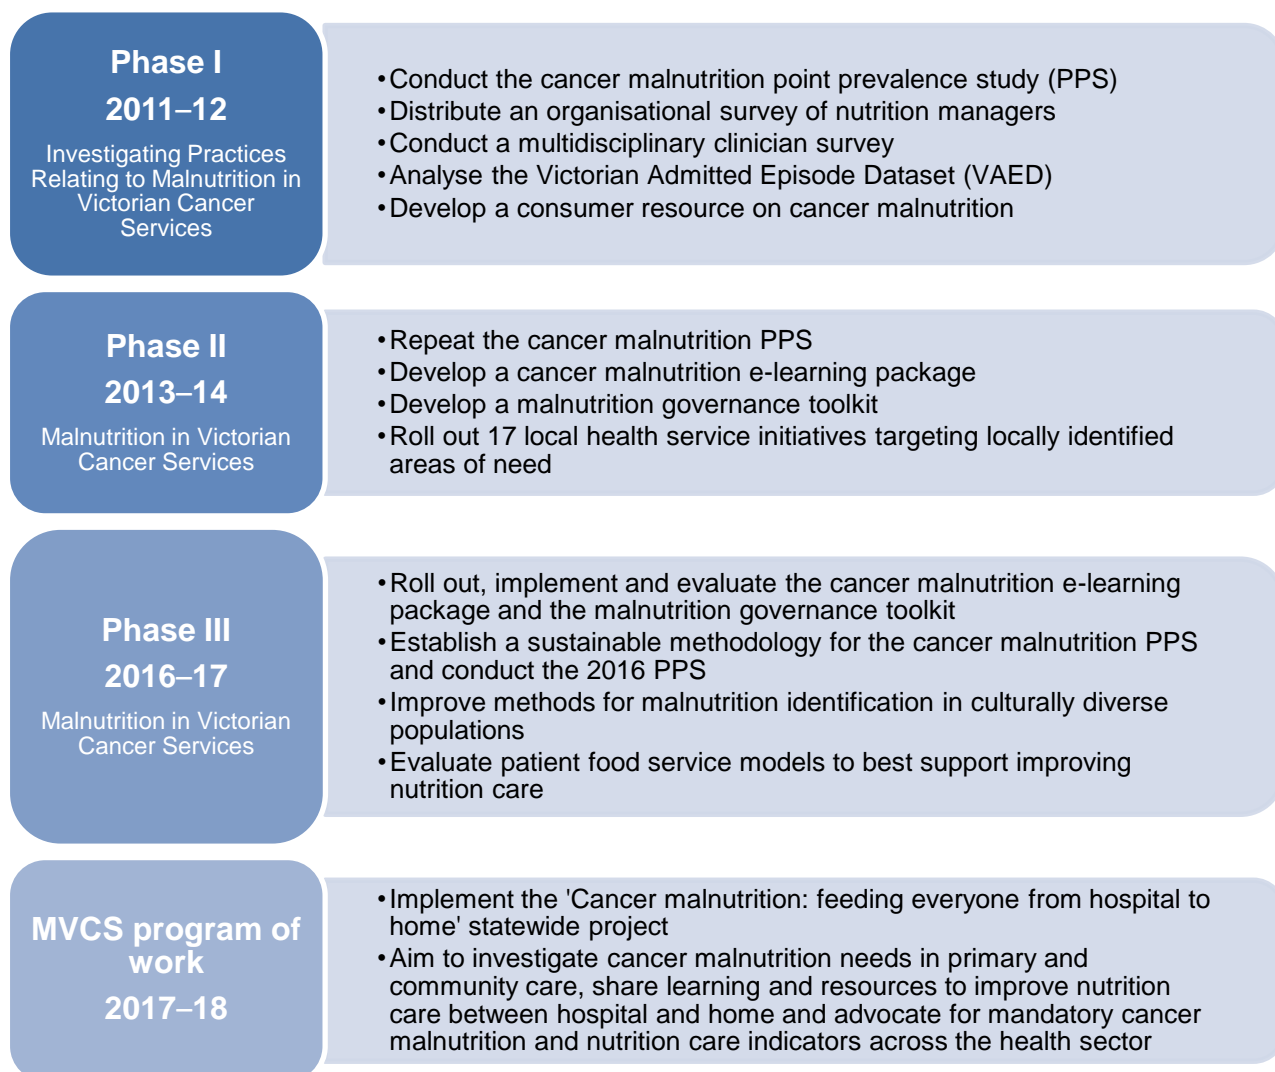 Phase I
2011–12
Investigating Practices
Relating to Malnutrition in
Victorian Cancer
Services
•Conduct the cancer malnutrition point prevalence study (PPS)
•Distribute an organisational survey of nutrition managers
•Conduct a multidisciplinary clinician survey
•Analyse the Victorian Admitted Episode Dataset (VAED)
•Develop a consumer resource on cancer malnutrition
Phase II
2013–14
Malnutrition in Victorian
Cancer Services
•Repeat the cancer malnutrition PPS
•Develop a cancer malnutrition e-learning package
•Develop a malnutrition governance toolkit
•Roll out 17 local health service initiatives targeting locally identified
areas of need
Phase III
2016–17
Malnutrition in Victorian
Cancer Services
•Roll out, implement and evaluate the cancer malnutrition e-learning
package and the malnutrition governance toolkit
•Establish a sustainable methodology for the cancer malnutrition PPS
and conduct the 2016 PPS
•Improve methods for malnutrition identification in culturally diverse
populations
•Evaluate patient food service models to best support improving
nutrition care
MVCS program of
work
2017–18
•Implement the 'Cancer malnutrition: feeding everyone from hospital to
home' statewide project
•Aim to investigate cancer malnutrition needs in primary and
community care, share learning and resources to improve nutrition
care between hospital and home and advocate for mandatory cancer
malnutrition and nutrition care indicators across the health sector